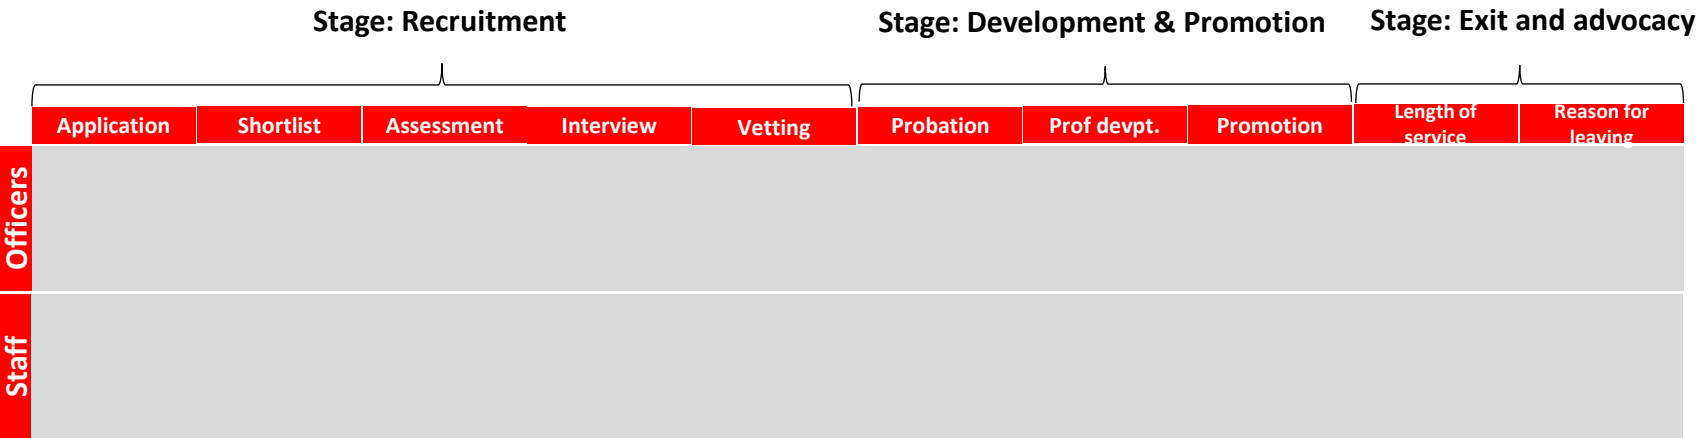 Stage: Recruitment
Stage: Development & Promotion
Stage: Exit and advocacy
Application
Shortlist
Assessment
Interview
Vetting
Probation
Prof devpt.
Promotion
Length of
service
Reason for
leaving
Officers
Staff